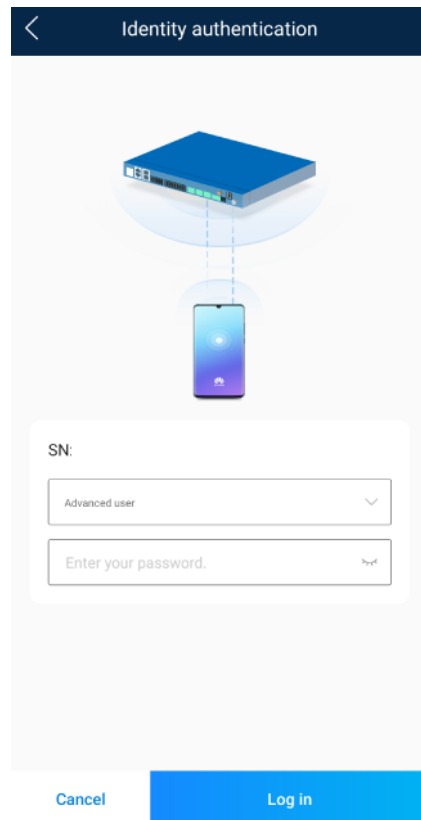 Identity authentication
SN:
Advanced user
Enter your password.
Cancel
Log in